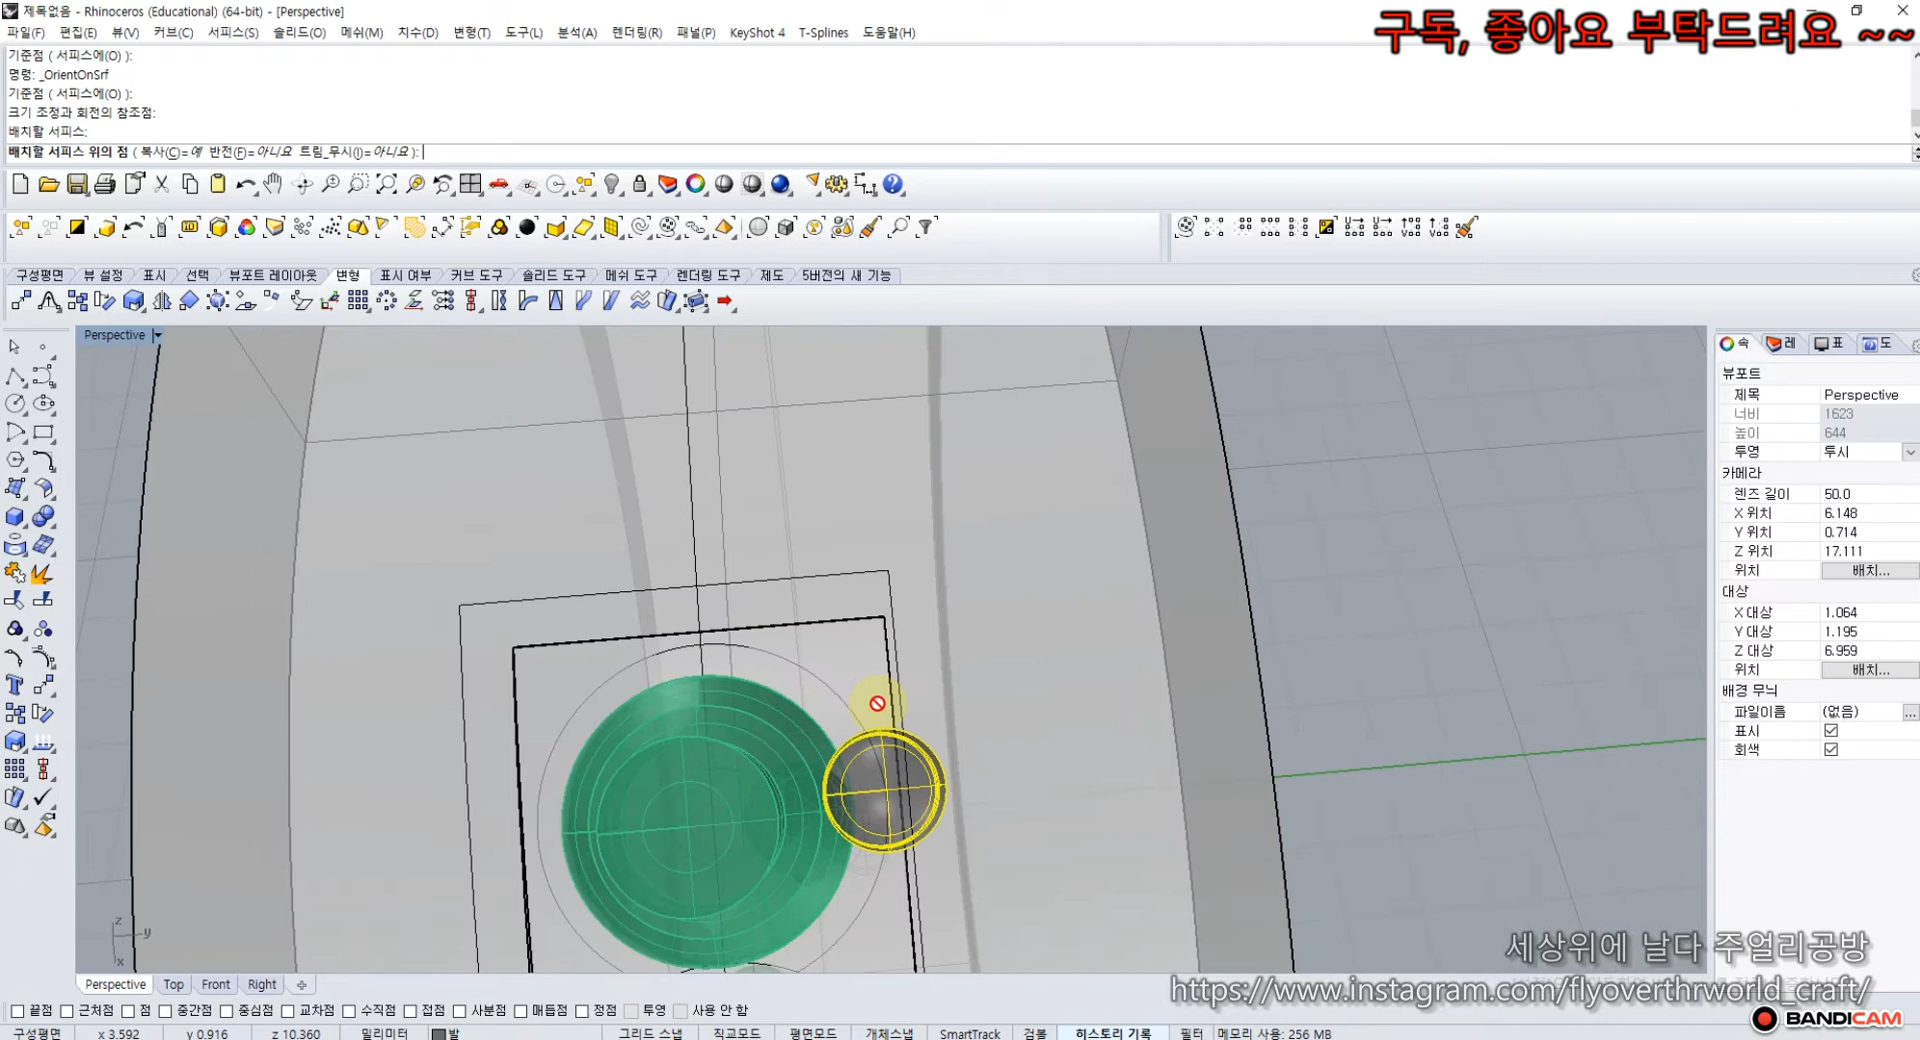 제목없음 - Rhinoceros (Educational) (64-bit) - [Perspective]
구독, 좋아요 부탁드려요 ~~
파일(F) 편집(E) 뷰(V) 커브(C) 서피스(S) 솔리드(O) 메쉬(M) 치수(D) 변형(T) 도구(L) 분석(A) 렌더링(R) 패널(P) KeyShot 4 T-Splines 도움말(H)
기준점 ( 서피스에(O) ):
명령: _OrientOnSrf
기준점 ( 서피스에(O) ):
크기 조정과 회전의 참조점:
배치할 서피스:
배치할 서피스 위의 점 ( 복사(C)=예 반전(F)=아니요 트림_무시(I)=아니요 ):
구성평면 뷰 설정 표시 선택 뷰포트 레이아웃 변형 표시 여부 커브 도구 솔리드 도구 메쉬 도구 렌더링 도구 제도 5버전의 새 기능
Perspective
속 레 표 도
뷰포트
제목 Perspective
너비 1623
높이 644
투영 투시
카메라
렌즈 길이 50.0
X 위치 6.148
Y 위치 0.714
Z 위치 17.111
위치 배치...
대상
X 대상 1.064
Y 대상 1.195
Z 대상 6.959
위치 배치...
배경 무늬
파일이름 (없음) ...
표시
회색
z y x
세상위에 날다 주얼리공방
https://www.instagram.com/flyoverthrworld_craft/
Perspective Top Front Right
끝점 근처점 점 중간점 중심점 교차점 수직점 접점 사분점 매듭점 정점 투영 사용 안 함
BANDICAM
구성평면 x 3.592 y 0.916 z 10.360 밀리미터 발 그리드 스냅 직교모드 평면모드 개체스냅 SmartTrack 검볼 히스토리 기록 필터 메모리 사용: 256 MB